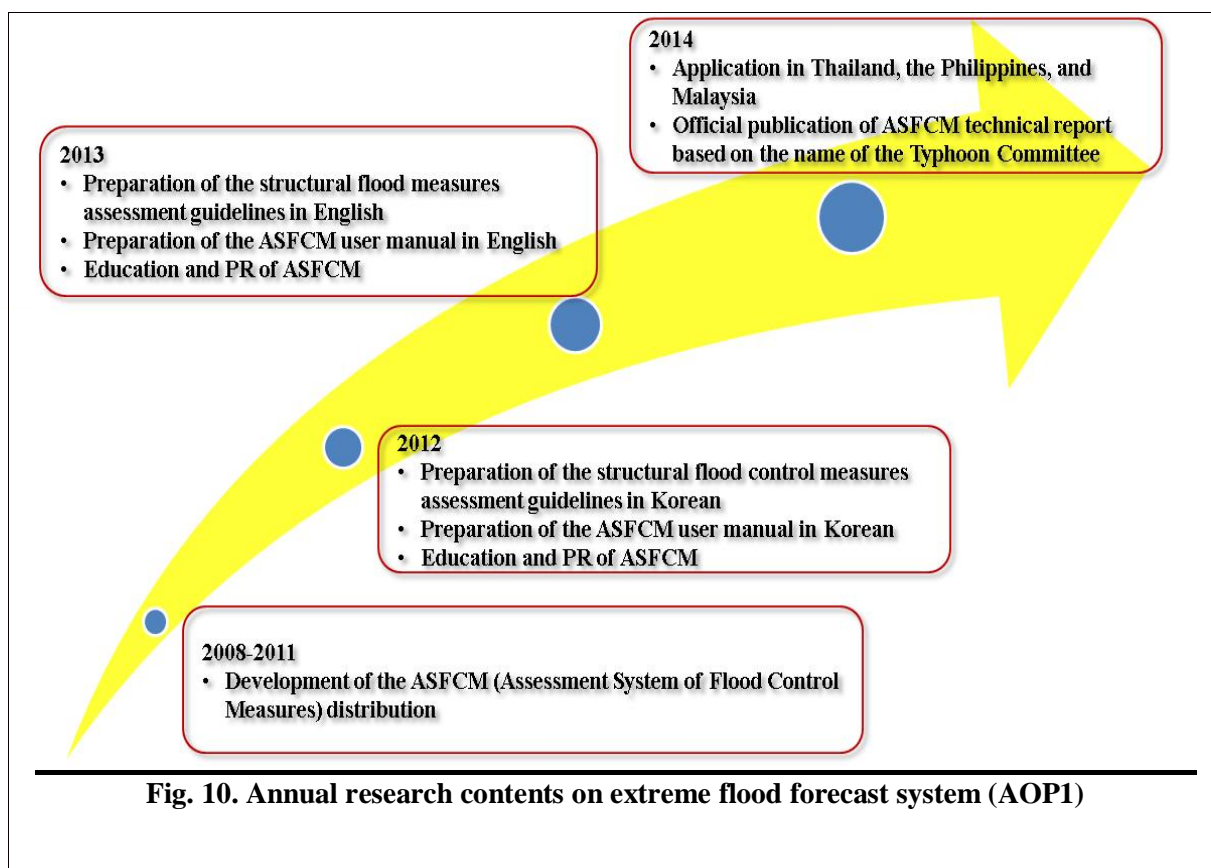 2014
• Application in Thailand, the Philippines, and
Malaysia
• Official publication of ASFCM technical report
based on the name of the Typhoon Committee
2013
• Preparation of the structural flood measures
assessment guidelines in English
• Preparation of the ASFCM user manual in English
• Education and PR of ASFCM
2012
• Preparation of the structural flood control measures
assessment guidelines in Korean
• Preparation of the ASFCM user manual in Korean
• Education and PR of ASFCM
2008-2011
• Development of the ASFCM (Assessment System of Flood Control
Measures) distribution
Fig. 10. Annual research contents on extreme flood forecast system (AOP1)